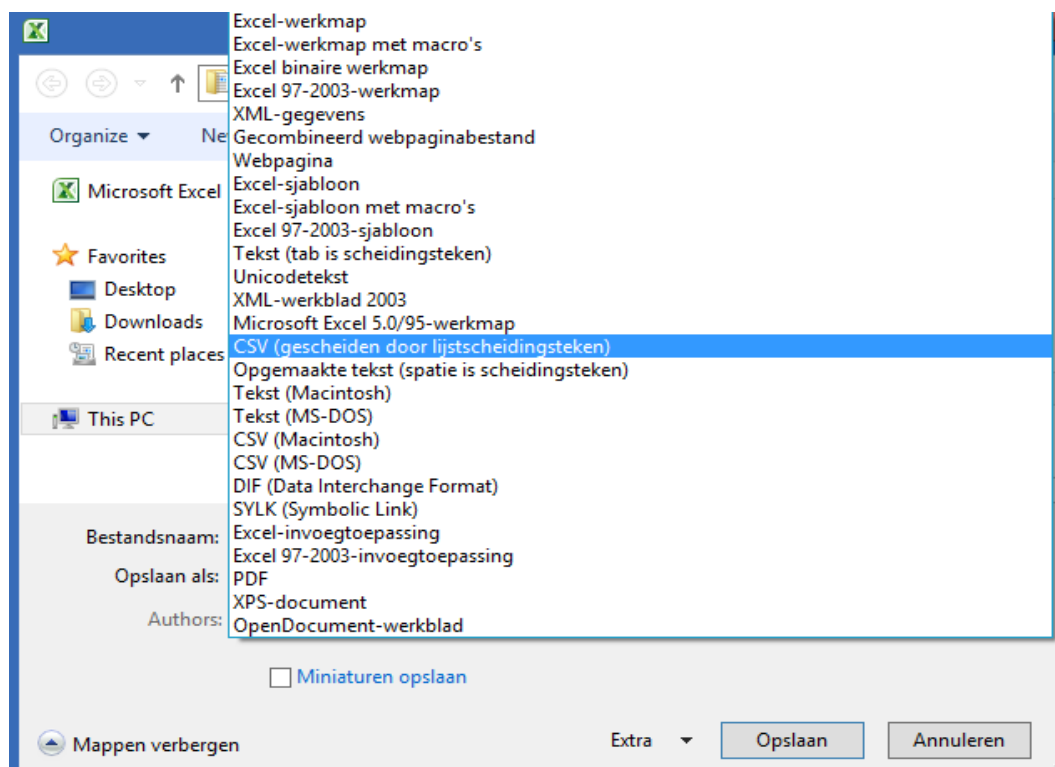 Excel-werkmap
Excel-werkmap met macro's
Excel binaire werkmap
Excel 97-2003-werkmap
XML-gegevens
Organize
Gecombineerd webpaginabestand
Webpagina
Microsoft Excel
Excel-sjabloon
Excel-sjabloon met macro's
Excel 97-2003-sjabloon
Favorites
Tekst (tab is scheidingsteken)
Unicodetekst
Desktop
XML-werkblad 2003
Downloads
Microsoft Excel 5.0/95-werkmap
Recent places
CSV (gescheiden door lijstscheidingsteken)
Opgemaakte tekst (spatie is scheidingsteken)
Tekst (Macintosh)
This PC
Tekst (MS-DOS)
CSV (Macintosh)
CSV (MS-DOS)
DIF (Data Interchange Format)
SYLK (Symbolic Link)
Bestandsnaam:
Excel-invoegtoepassing
Excel 97-2003-invoegtoepassing
Opslaan als:
PDF
XPS-document
Authors:
OpenDocument-werkblad
Miniaturen opslaan
Mappen verbergen
Extra
Opslaan
Annuleren